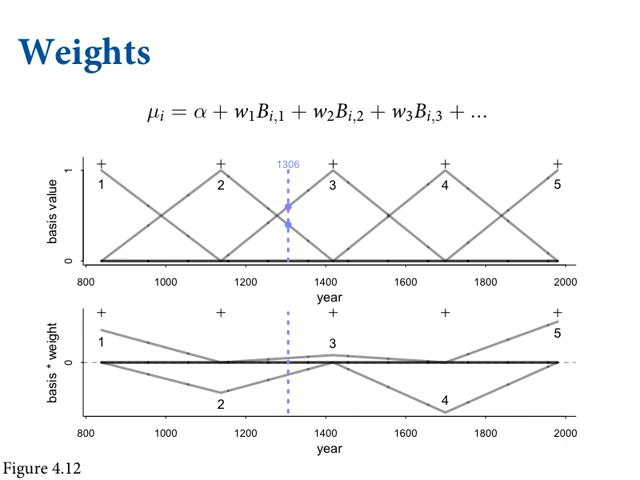 Weights
μᵢ = α + w₁Bᵢ,₁ + w₂Bᵢ,₂ + w₃Bᵢ,₃ + ...
+ + 1306 + + +
1 2 3 4 5
basis value
0 1
800 1000 1200 1400 1600 1800 2000
year
+ + + + +
1 2 3 4 5
basis * weight
0
800 1000 1200 1400 1600 1800 2000
year
Figure 4.12